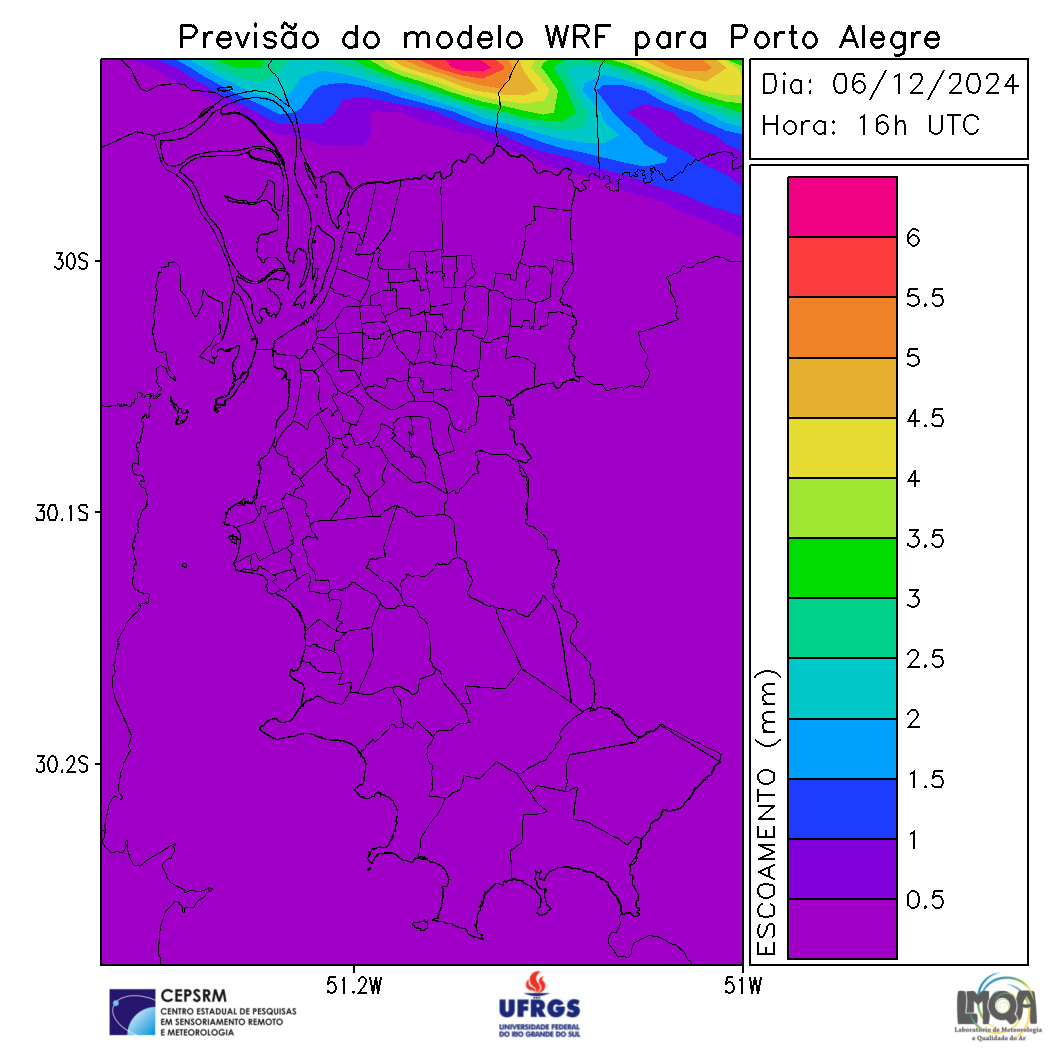 Previsão do modelo WRF para Porto Alegre
Dia: 06/12/2024
Hora: 16h UTC
30S
30.1S
30.2S
51.2W
51W
ESCOAMENTO (mm)
6
5.5
5
4.5
4
3.5
3
2.5
2
1.5
1
0.5
CEPSRM
CENTRO ESTADUAL DE PESQUISAS
EM SENSORIAMENTO REMOTO
E METEOROLOGIA
UFRGS
UNIVERSIDADE FEDERAL
DO RIO GRANDE DO SUL
LMQA
Laboratório de Meteorologia
e Qualidade do Ar